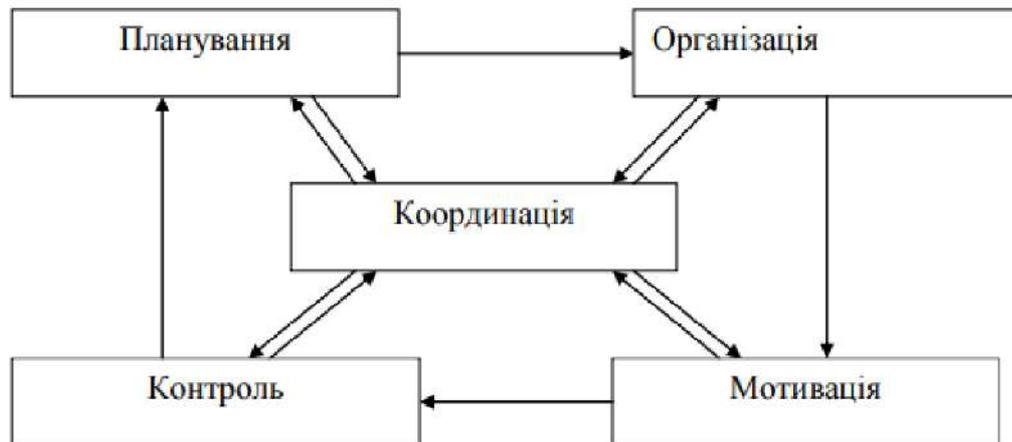 Планування
Організація
Координація
Контроль
Мотивація